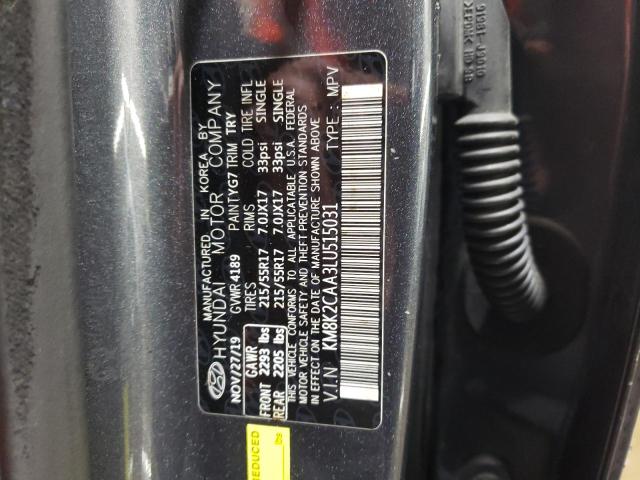 MANUFACTURED IN KOREA BY
HYUNDAI MOTOR COMPANY
NOV/27/19 GVWR 4189 PAINT YG7 TRIM TRY
GAWR TIRES RIMS COLD TIRE INFL
FRONT 2293 lbs 215/55R17 7.0JX17 33psi SINGLE
REAR 2205 lbs 215/55R17 7.0JX17 33psi SINGLE
THIS VEHICLE CONFORMS TO ALL APPLICABLE U.S.A. FEDERAL
MOTOR VEHICLE SAFETY AND THEFT PREVENTION STANDARDS
IN EFFECT ON THE DATE OF MANUFACTURE SHOWN ABOVE
V.I.N KM8K2CAA3LU515031 TYPE : MPV
REDUCED
lbs